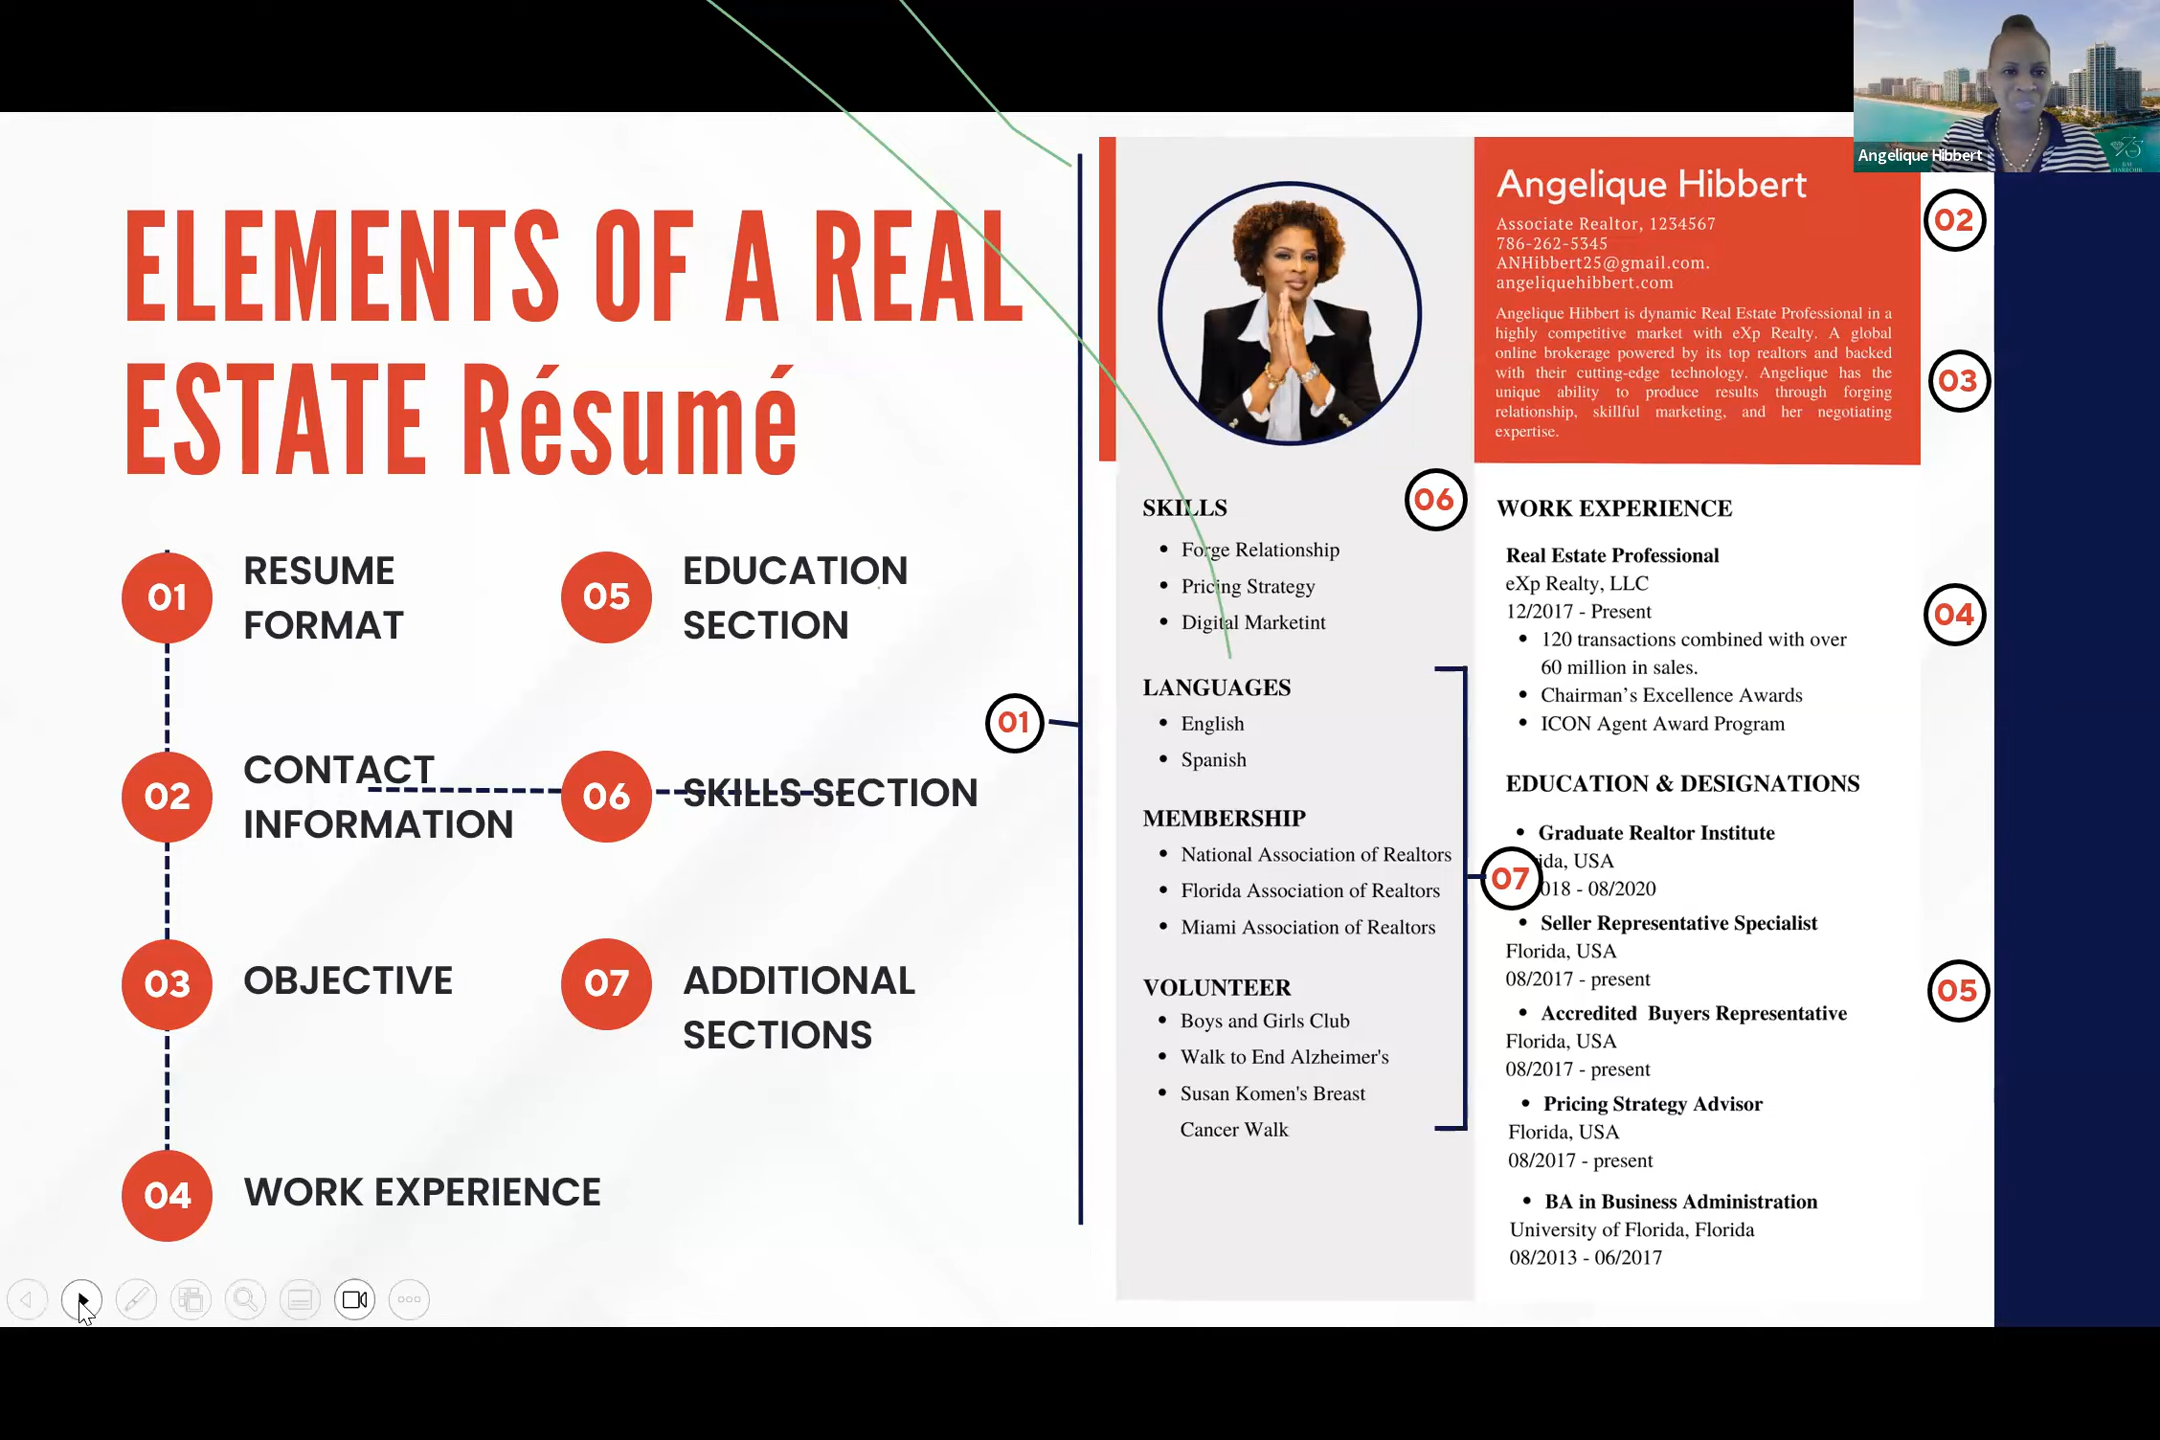 Angelique Hibbert
ELEMENTS OF A REAL
ESTATE Résumé
01
RESUME
FORMAT
02
CONTACT
INFORMATION
03
OBJECTIVE
04
WORK EXPERIENCE
05
EDUCATION
SECTION
06
SKILLS SECTION
07
ADDITIONAL
SECTIONS
01
Angelique Hibbert
Associate Realtor, 1234567
786-262-5345
ANHibbert25@gmail.com.
angeliquehibbert.com
02
Angelique Hibbert is dynamic Real Estate Professional in a
highly competitive market with eXp Realty. A global
online brokerage powered by its top realtors and backed
with their cutting-edge technology. Angelique has the
unique ability to produce results through forging
relationship, skillful marketing, and her negotiating
expertise.
03
SKILLS
06
Forge Relationship
Pricing Strategy
Digital Marketint
LANGUAGES
English
Spanish
MEMBERSHIP
National Association of Realtors
Florida Association of Realtors
Miami Association of Realtors
07
VOLUNTEER
Boys and Girls Club
Walk to End Alzheimer's
Susan Komen's Breast
Cancer Walk
WORK EXPERIENCE
Real Estate Professional
eXp Realty, LLC
12/2017 - Present
120 transactions combined with over
60 million in sales.
Chairman's Excellence Awards
ICON Agent Award Program
04
EDUCATION & DESIGNATIONS
Graduate Realtor Institute
ida, USA
018 - 08/2020
Seller Representative Specialist
Florida, USA
08/2017 - present
Accredited Buyers Representative
Florida, USA
08/2017 - present
Pricing Strategy Advisor
Florida, USA
08/2017 - present
BA in Business Administration
University of Florida, Florida
08/2013 - 06/2017
05